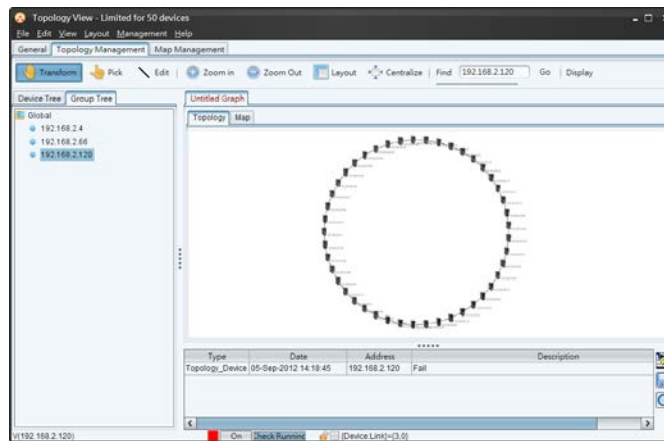 Topology View - Limited for 50 devices
File Edit View Layout Management Help
General Topology Management Map Management
Transform Pick Edit Zoom in Zoom Out Layout Centralize Find 192.168.2.120 Go Display
Device Tree Group Tree Untitled Graph
Global
192.168.2.4
192.168.2.66
192.168.2.120
Topology Map
Type Date Address Description
Topology_Device 05-Sep-2012 14:18:45 192.168.2.120 Fail
V(192.168.2.120) On Check Running (Device:Link)=(3,0)